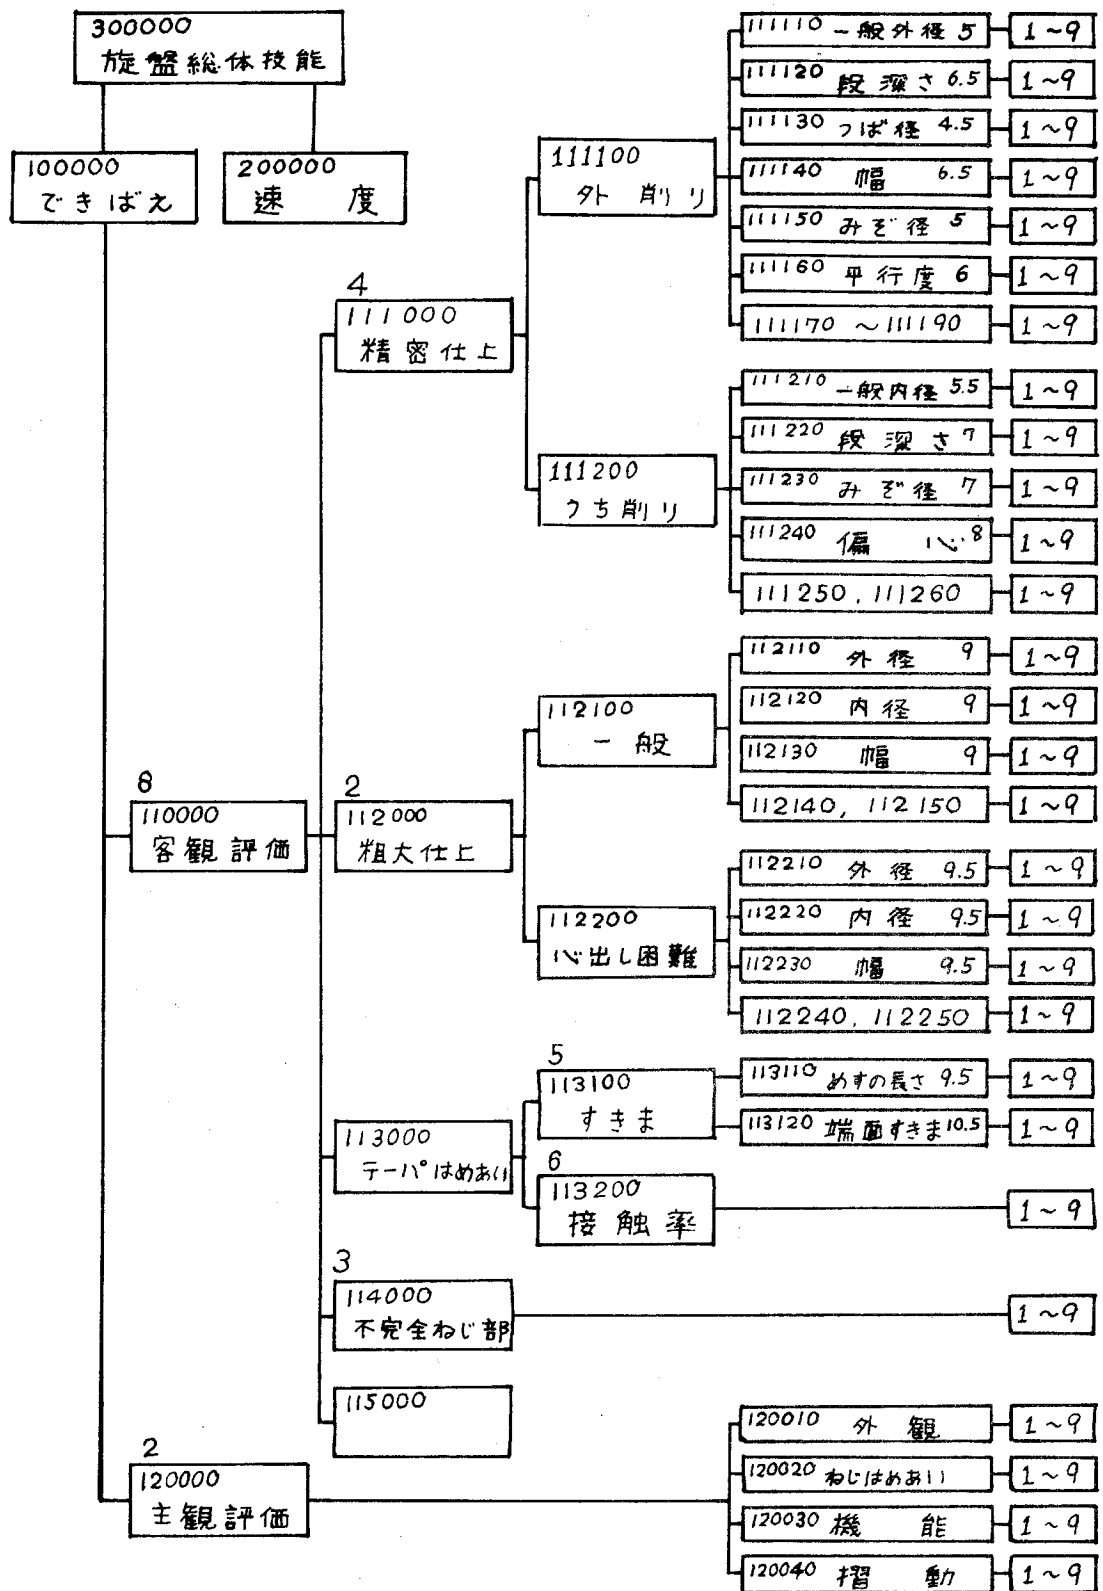 300000
旋盤総体技能
100000
できばえ
200000
速 度
8
110000
客観評価
2
120000
主観評価
4
111000
精密仕上
2
112000
粗大仕上
113000
テーパはめあい
3
114000
不完全ねじ部
115000
111100
外削り
111200
うち削り
112100
一般
112200
心出し困難
5
113100
すきま
6
113200
接触率
111110 一般外径 5 1~9
111120 段深さ 6.5 1~9
111130 つば径 4.5 1~9
111140 幅 6.5 1~9
111150 みぞ径 5 1~9
111160 平行度 6 1~9
111170 ~111190 1~9
111210 一般内径 5.5 1~9
111220 段深さ 7 1~9
111230 みぞ径 7 1~9
111240 偏心 8 1~9
111250, 111260 1~9
112110 外径 9 1~9
112120 内径 9 1~9
112130 幅 9 1~9
112140, 112150 1~9
112210 外径 9.5 1~9
112220 内径 9.5 1~9
112230 幅 9.5 1~9
112240, 112250 1~9
113110 めすの長さ 9.5 1~9
113120 端面すきま 10.5 1~9
1~9
1~9
120010 外観 1~9
120020 ねじはめあい 1~9
120030 機能 1~9
120040 摺動 1~9